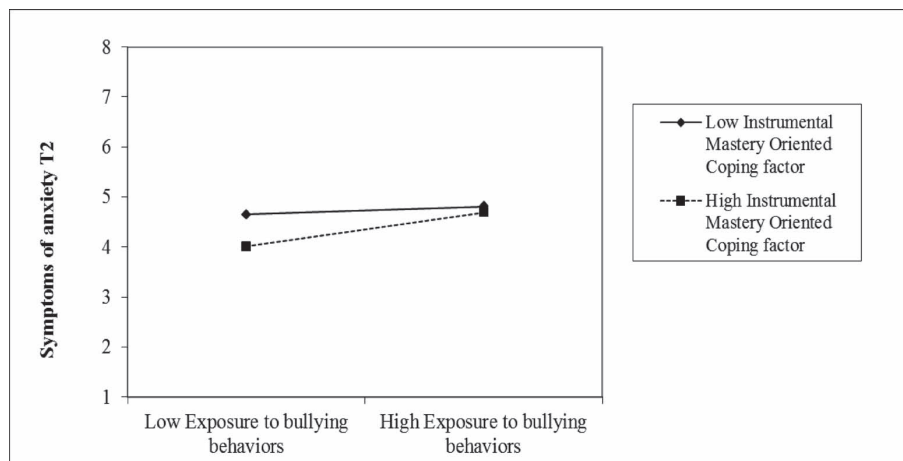 8
7
6
5
4
3
2
1
Symptoms of anxiety T2
Low Exposure to bullying
behaviors
High Exposure to bullying
behaviors
Low Instrumental
Mastery Oriented
Coping factor
High Instrumental
Mastery Oriented
Coping factor